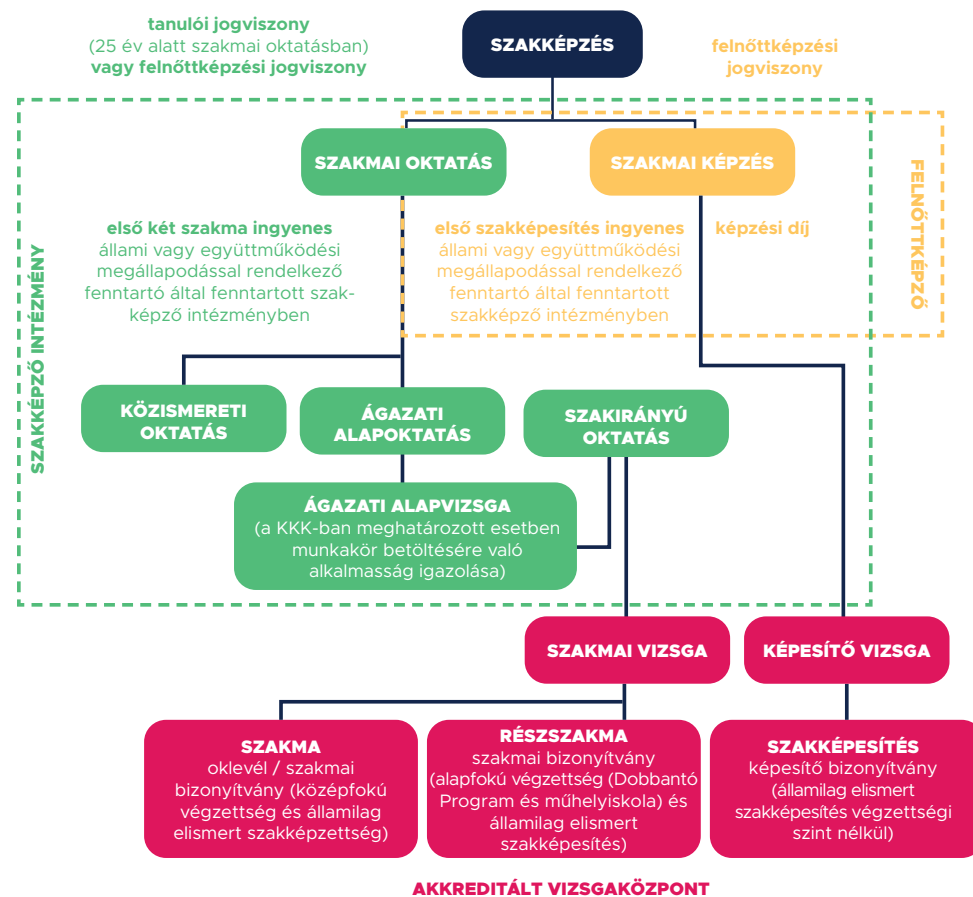 tanulói jogviszony
(25 év alatt szakmai oktatásban)
vagy felnőttképzési jogviszony
SZAKKÉPZÉS
felnőttképzési
jogviszony
SZAKMAI OKTATÁS
SZAKMAI KÉPZÉS
FELNŐTTKÉPZŐ
SZAKKÉPZŐ INTÉZMÉNY
első két szakma ingyenes
állami vagy együttműködési
megállapodással rendelkező
fenntartó által fenntartott szak-
képző intézményben
első szakképesítés ingyenes
állami vagy együttműködési
megállapodással rendelkező
fenntartó által fenntartott
szakképző intézményben
képzési díj
KÖZISMERETI
OKTATÁS
ÁGAZATI
ALAPOKTATÁS
SZAKIRÁNYÚ
OKTATÁS
ÁGAZATI ALAPVIZSGA
(a KKK-ban meghatározott esetben
munkakör betöltésére való
alkalmasság igazolása)
SZAKMAI VIZSGA
KÉPESÍTŐ VIZSGA
SZAKMA
oklevél / szakmai
bizonyítvány (középfokú
végzettség és államilag
elismert szakképzettség)
RÉSZSZAKMA
szakmai bizonyítvány
(alapfokú végzettség (Dobbantó
Program és műhelyiskola) és
államilag elismert
szakképesítés)
SZAKKÉPESÍTÉS
képesítő bizonyítvány
(államilag elismert
szakképesítés végzettségi
szint nélkül)
AKKREDITÁLT VIZSGAKÖZPONT